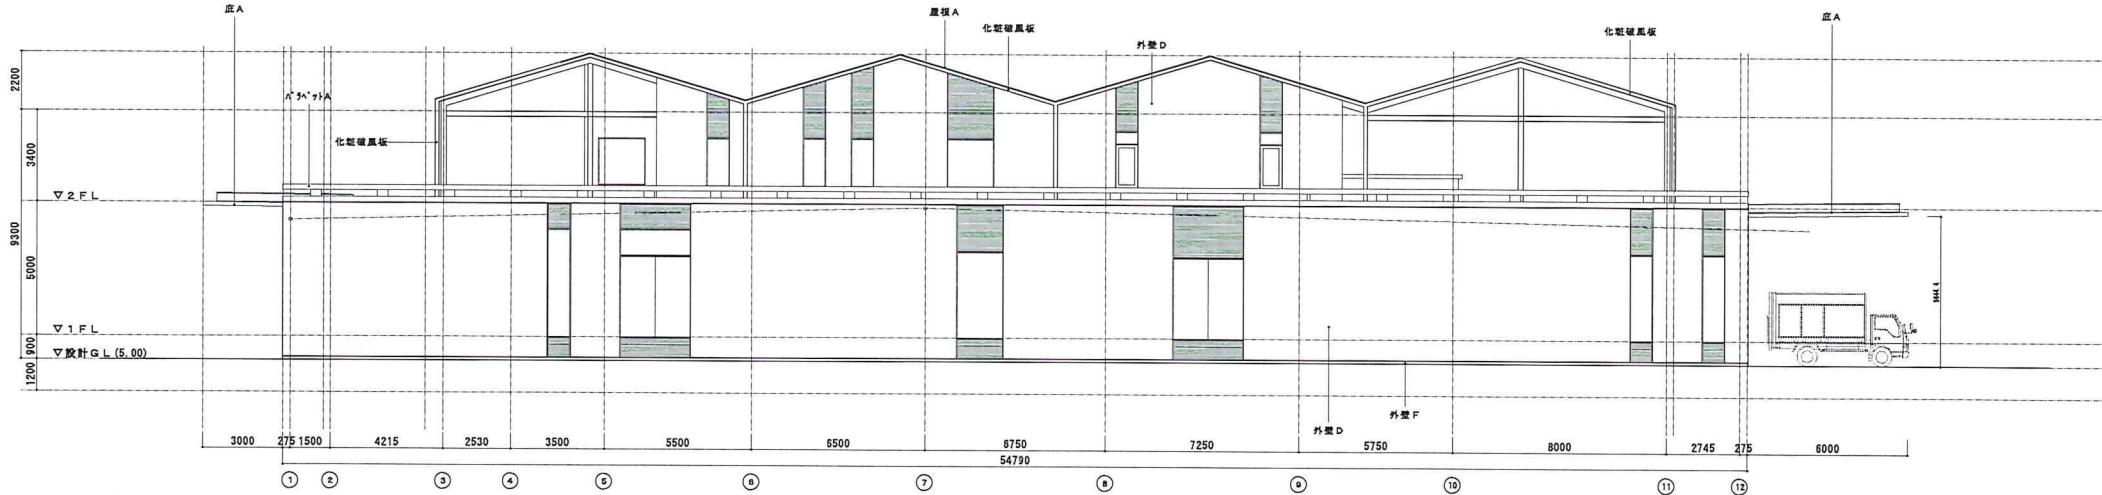 庇A
屋根A
化粧破風板
外壁D
化粧破風板
庇A
2200
パラペットA
化粧破風板
3400
▽2FL
9300
5000
5644.4
▽1FL
900
▽設計GL(5.00)
1200
外壁F
外壁D
3000 275 1500 4215 2530 3500 5500 6500 6750 7250 5750 8000 2745 275 6000
54790
① ② ③ ④ ⑤ ⑥ ⑦ ⑧ ⑨ ⑩ ⑪ ⑫